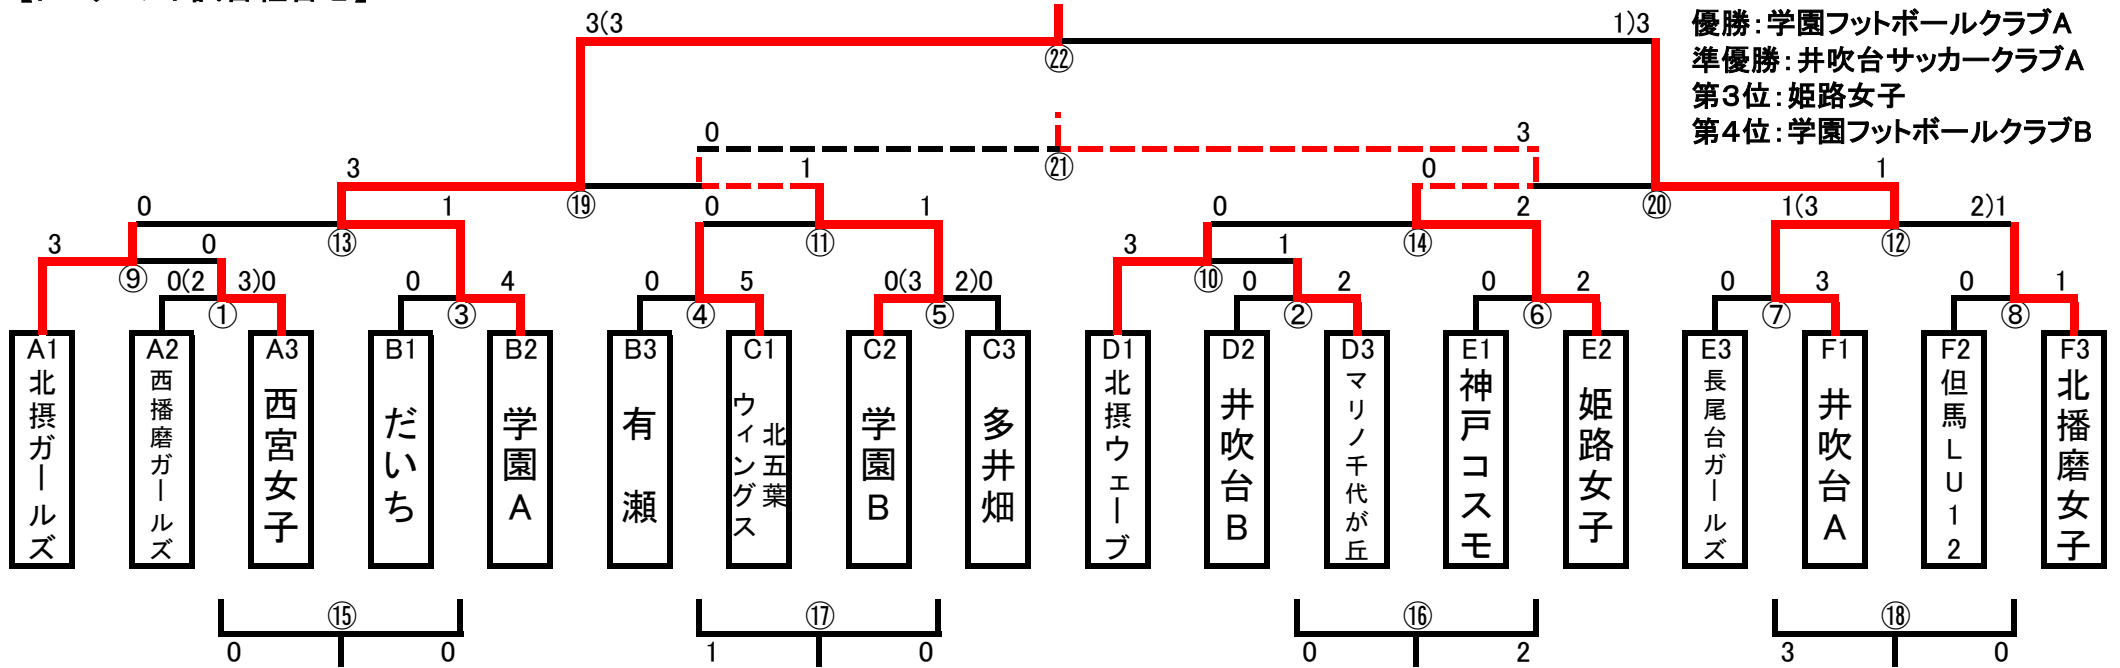 3(3 1)3
㉒
優勝：学園フットボールクラブA
準優勝：井吹台サッカークラブA
第3位：姫路女子
第4位：学園フットボールクラブB
0 3
㉑
3 1 0 1
⑲ ⑳
0 1 0 1 0 2 1(3 2)1
⑬ ⑪ ⑭ ⑫
3 0 3 1
⑨ ⑩
0(2 3)0 0 4 0 5 0(3 2)0 0 2 0 2 0 3 0 1
① ③ ④ ⑤ ② ⑥ ⑦ ⑧
A1 北摂ガールズ
A2 西播磨ガールズ
A3 西宮女子
B1 だいち
B2 学園A
B3 有瀬
C1 北五葉ウィングス
C2 学園B
C3 多井畑
D1 北摂ウェーブ
D2 井吹台B
D3 マリノ千代が丘
E1 神戸コスモ
E2 姫路女子
E3 長尾台ガールズ
F1 井吹台A
F2 但馬LU12
F3 北播磨女子
⑮ ⑰ ⑯ ⑱
0 0 1 0 0 2 3 0